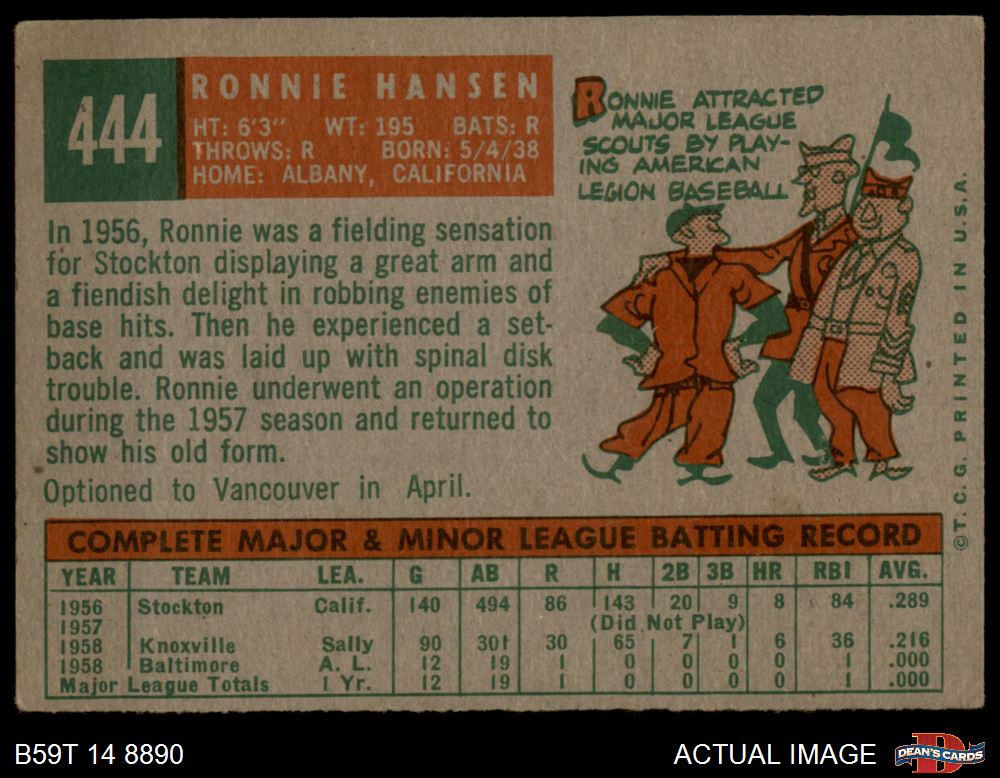 444
RONNIE HANSEN
HT: 6'3" WT: 195 BATS: R
THROWS: R BORN: 5/4/38
HOME: ALBANY, CALIFORNIA
RONNIE ATTRACTED
MAJOR LEAGUE
SCOUTS BY PLAY-
ING AMERICAN
LEGION BASEBALL
In 1956, Ronnie was a fielding sensation
for Stockton displaying a great arm and
a fiendish delight in robbing enemies of
base hits. Then he experienced a set-
back and was laid up with spinal disk
trouble. Ronnie underwent an operation
during the 1957 season and returned to
show his old form.
Optioned to Vancouver in April.
©T. C. G. PRINTED IN U.S.A.
COMPLETE MAJOR & MINOR LEAGUE BATTING RECORD
YEAR TEAM LEA. G AB R H 2B 3B HR RBI AVG.
1956 Stockton Calif. 140 494 86 143 20 9 8 84 .289
1957 (Did Not Play)
1958 Knoxville Sally 90 301 30 65 7 1 6 36 .216
1958 Baltimore A. L. 12 19 1 0 0 0 0 1 .000
Major League Totals 1 Yr. 12 19 1 0 0 0 0 1 .000
B59T 14 8890
ACTUAL IMAGE
DEAN'S CARDS